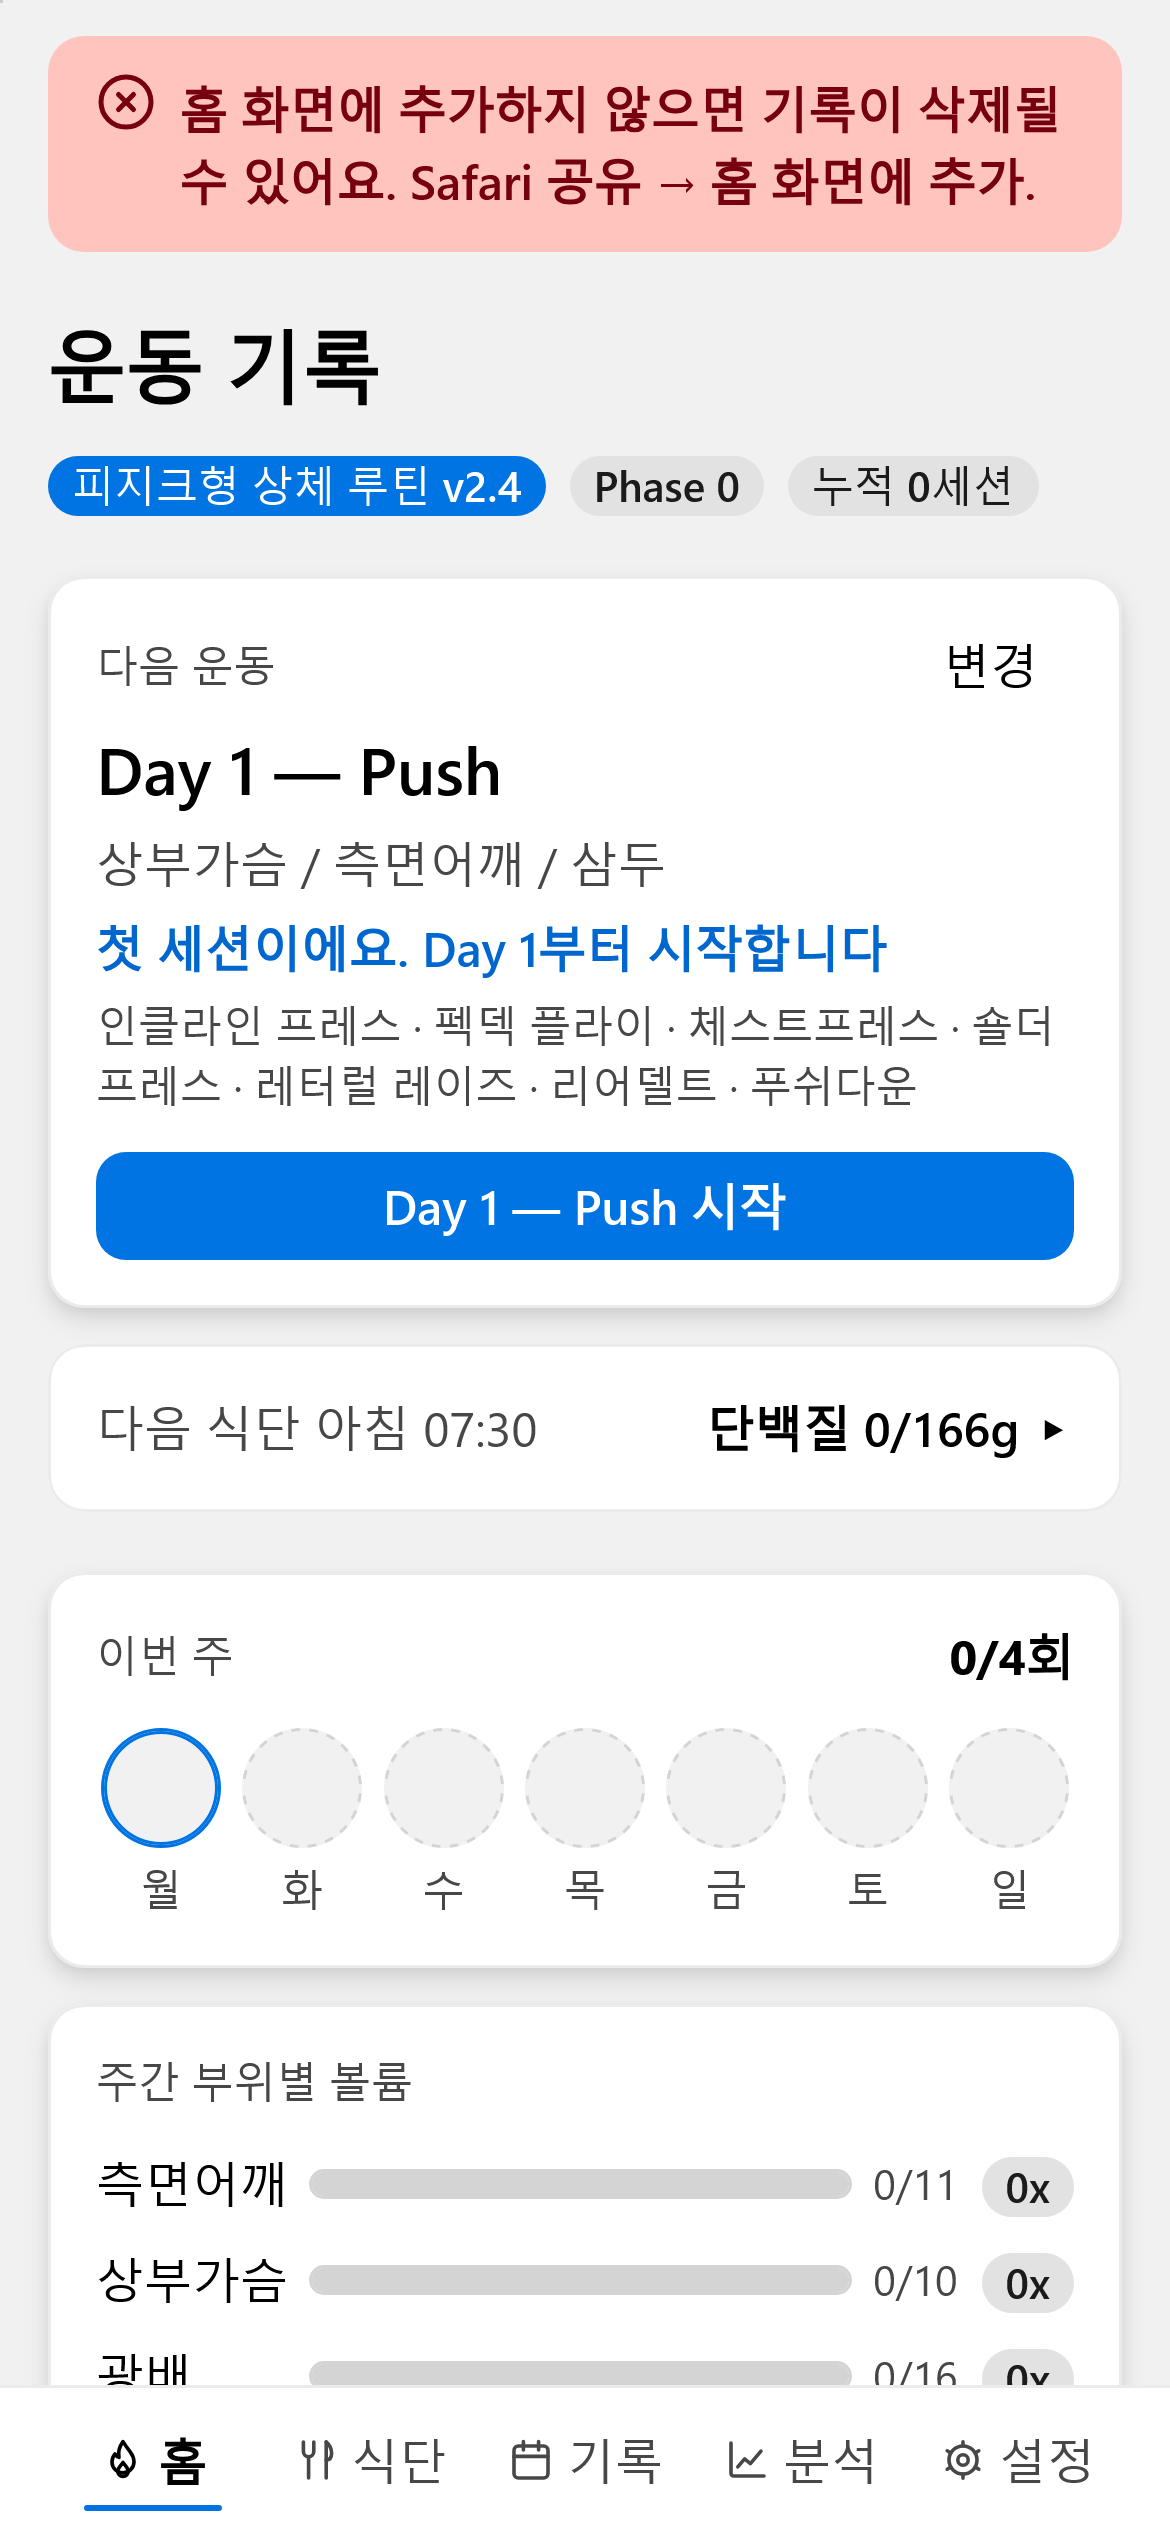 홈 화면에 추가하지 않으면 기록이 삭제될
수 있어요. Safari 공유 → 홈 화면에 추가.
운동 기록
피지크형 상체 루틴 v2.4
Phase 0
누적 0세션
다음 운동
변경
Day 1 — Push
상부가슴 / 측면어깨 / 삼두
첫 세션이에요. Day 1부터 시작합니다
인클라인 프레스 · 펙덱 플라이 · 체스트프레스 · 숄더
프레스 · 레터럴 레이즈 · 리어델트 · 푸쉬다운
Day 1 — Push 시작
다음 식단 아침 07:30
단백질 0/166g ▸
이번 주
0/4회
월 화 수 목 금 토 일
주간 부위별 볼륨
측면어깨 0/11 0x
상부가슴 0/10 0x
광배 0/16 0x
홈 식단 기록 분석 설정